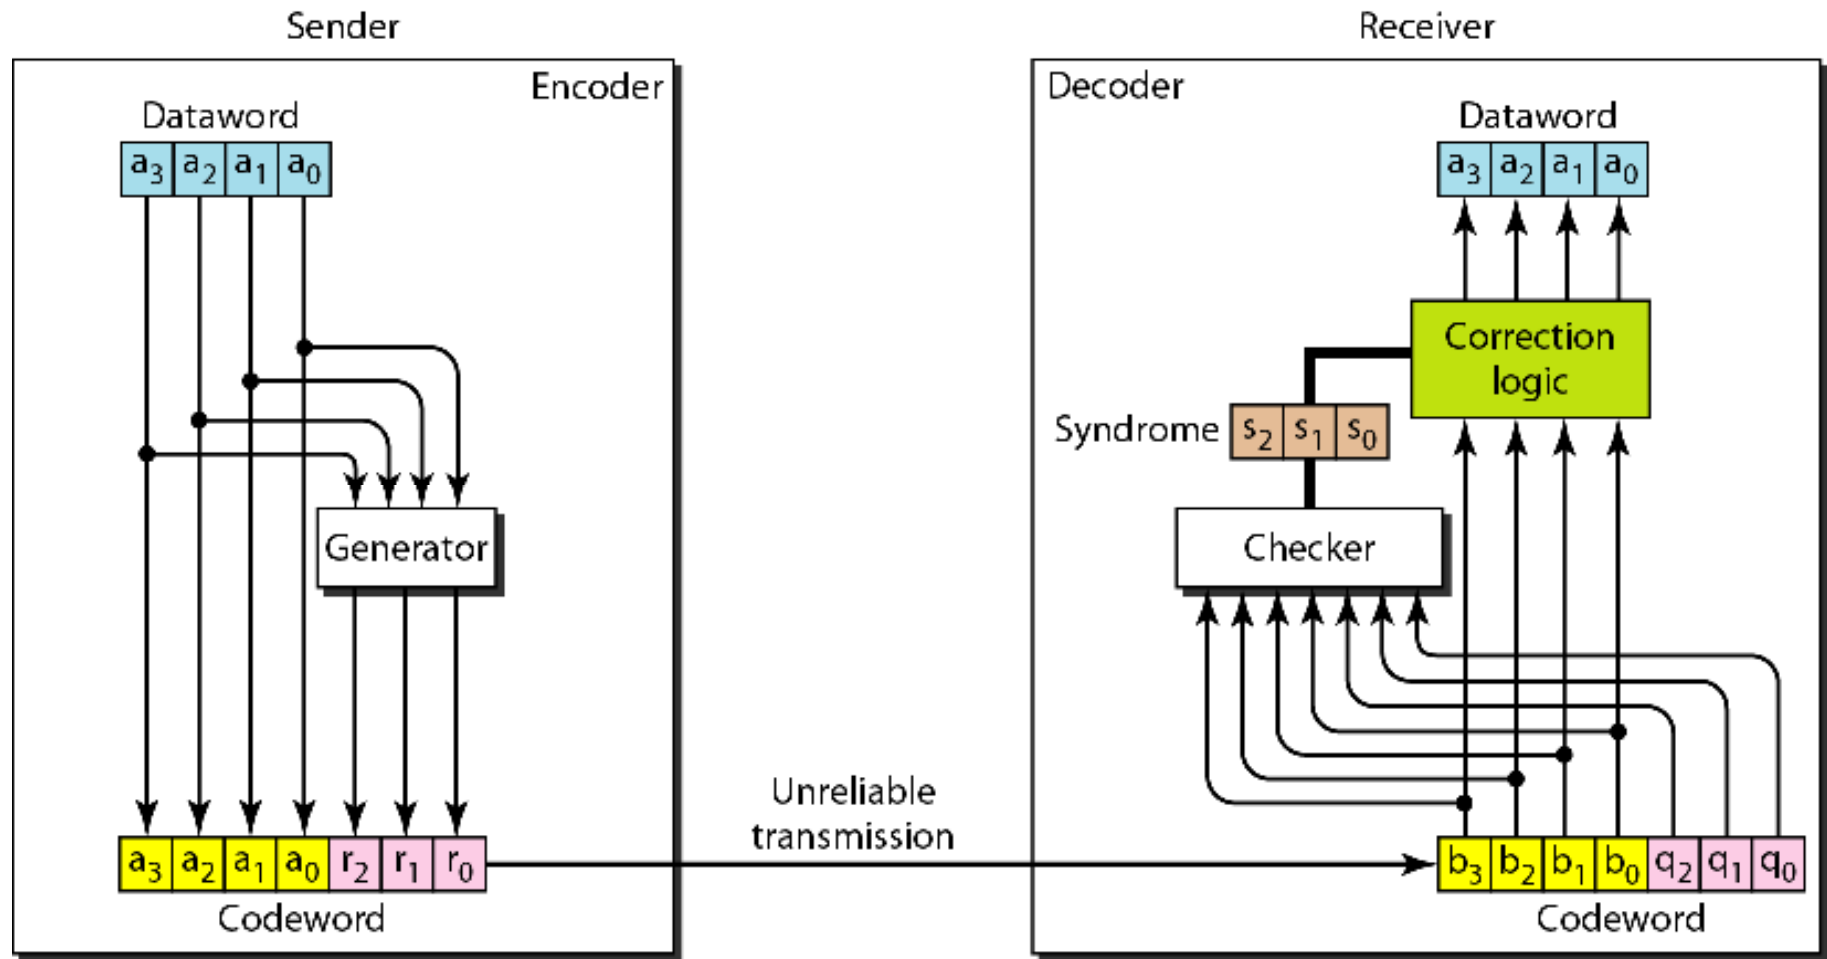 Sender
Encoder
Dataword
a3 a2 a1 a0
Generator
a3 a2 a1 a0 r2 r1 r0
Codeword
Unreliable
transmission
Receiver
Decoder
Dataword
a3 a2 a1 a0
Correction
logic
Syndrome s2 s1 s0
Checker
b3 b2 b1 b0 q2 q1 q0
Codeword